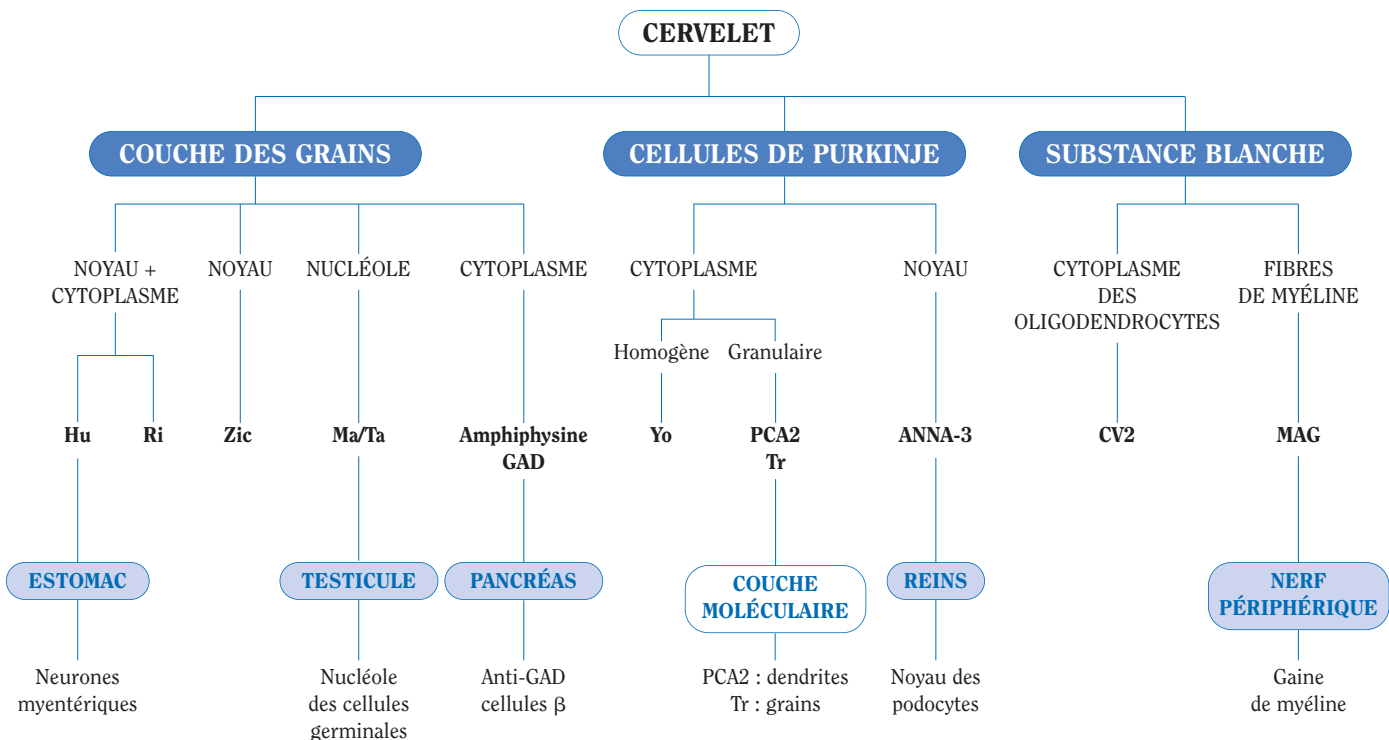 CERVELET
COUCHE DES GRAINS
CELLULES DE PURKINJE
SUBSTANCE BLANCHE
NOYAU +
CYTOPLASME
NOYAU
NUCLÉOLE
CYTOPLASME
CYTOPLASME
NOYAU
CYTOPLASME
DES
OLIGODENDROCYTES
FIBRES
DE MYÉLINE
Homogène
Granulaire
Hu
Ri
Zic
Ma/Ta
Amphiphysine
GAD
Yo
PCA2
Tr
ANNA-3
CV2
MAG
ESTOMAC
TESTICULE
PANCRÉAS
COUCHE
MOLÉCULAIRE
REINS
NERF
PÉRIPHÉRIQUE
Neurones
myentériques
Nucléole
des cellules
germinales
Anti-GAD
cellules β
PCA2 : dendrites
Tr : grains
Noyau des
podocytes
Gaine
de myéline